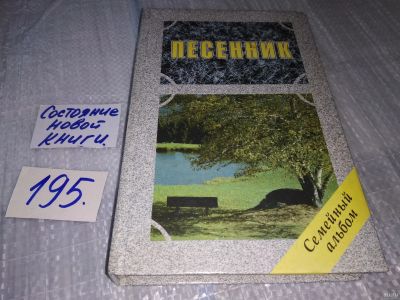 ПЕСЕННИК
Состояние
новой
книги.
195.
Семейный
альбом